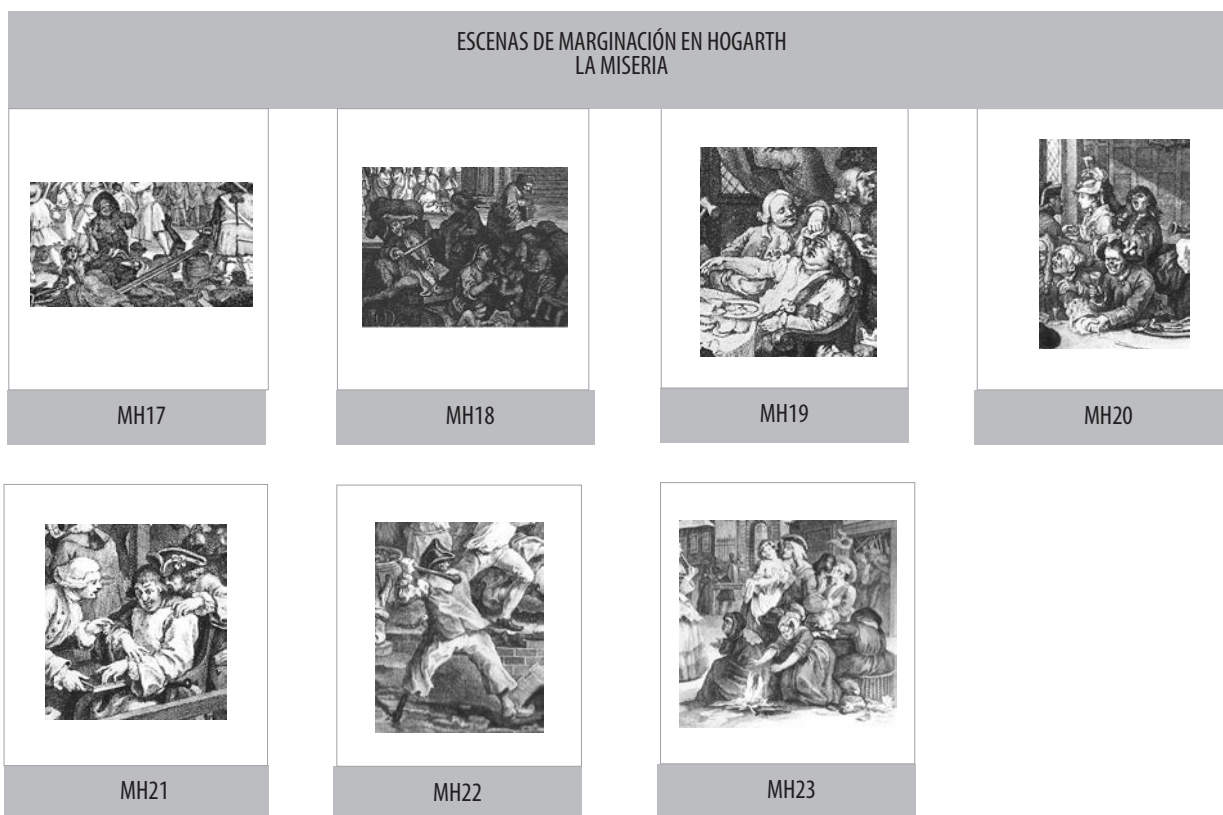 ESCENAS DE MARGINACIÓN EN HOGARTH
LA MISERIA
MH17
MH18
MH19
MH20
MH21
MH22
MH23